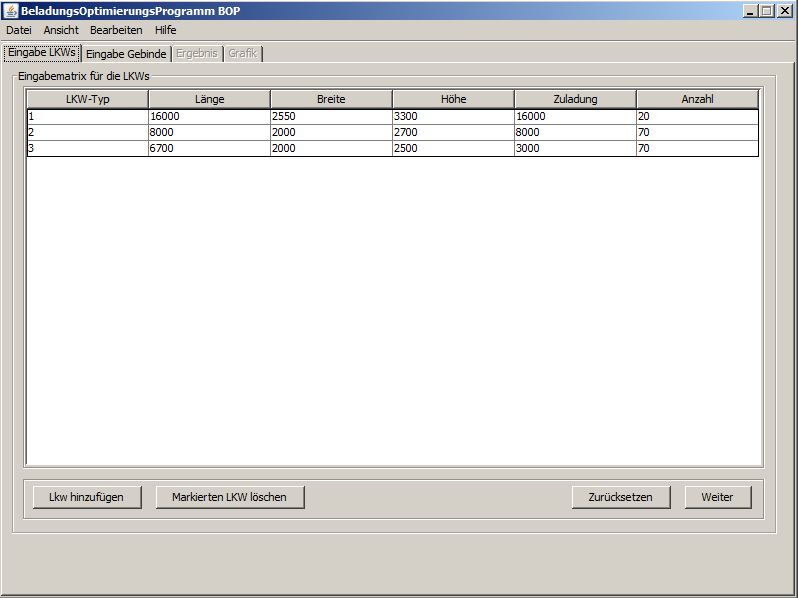 BeladungsOptimierungsProgramm BOP
Datei Ansicht Bearbeiten Hilfe
Eingabe LKWs Eingabe Gebinde Ergebnis Grafik
Eingabematrix für die LKWs
LKW-Typ Länge Breite Höhe Zuladung Anzahl
1 16000 2550 3300 16000 20
2 8000 2000 2700 8000 70
3 6700 2000 2500 3000 70
Lkw hinzufügen Markierten LKW löschen Zurücksetzen Weiter